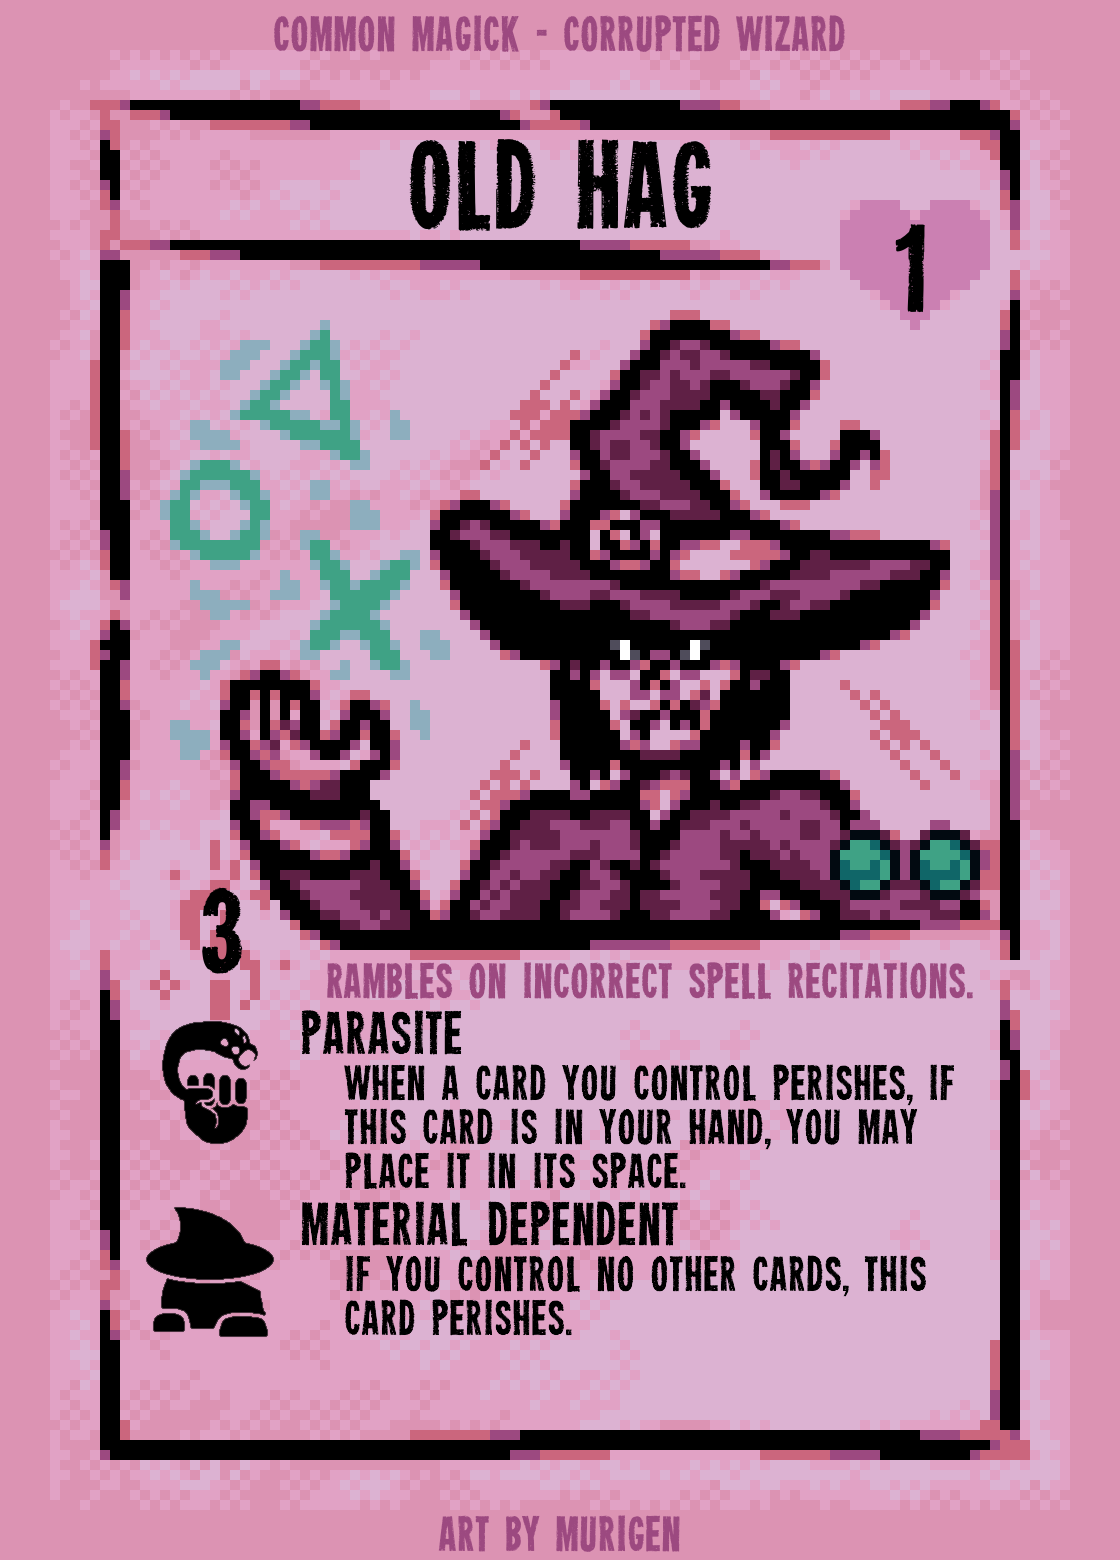 COMMON MAGICK - CORRUPTED WIZARD
OLD HAG
1
3
RAMBLES ON INCORRECT SPELL RECITATIONS.
PARASITE
WHEN A CARD YOU CONTROL PERISHES, IF
THIS CARD IS IN YOUR HAND, YOU MAY
PLACE IT IN ITS SPACE.
MATERIAL DEPENDENT
IF YOU CONTROL NO OTHER CARDS, THIS
CARD PERISHES.
ART BY MURIGEN